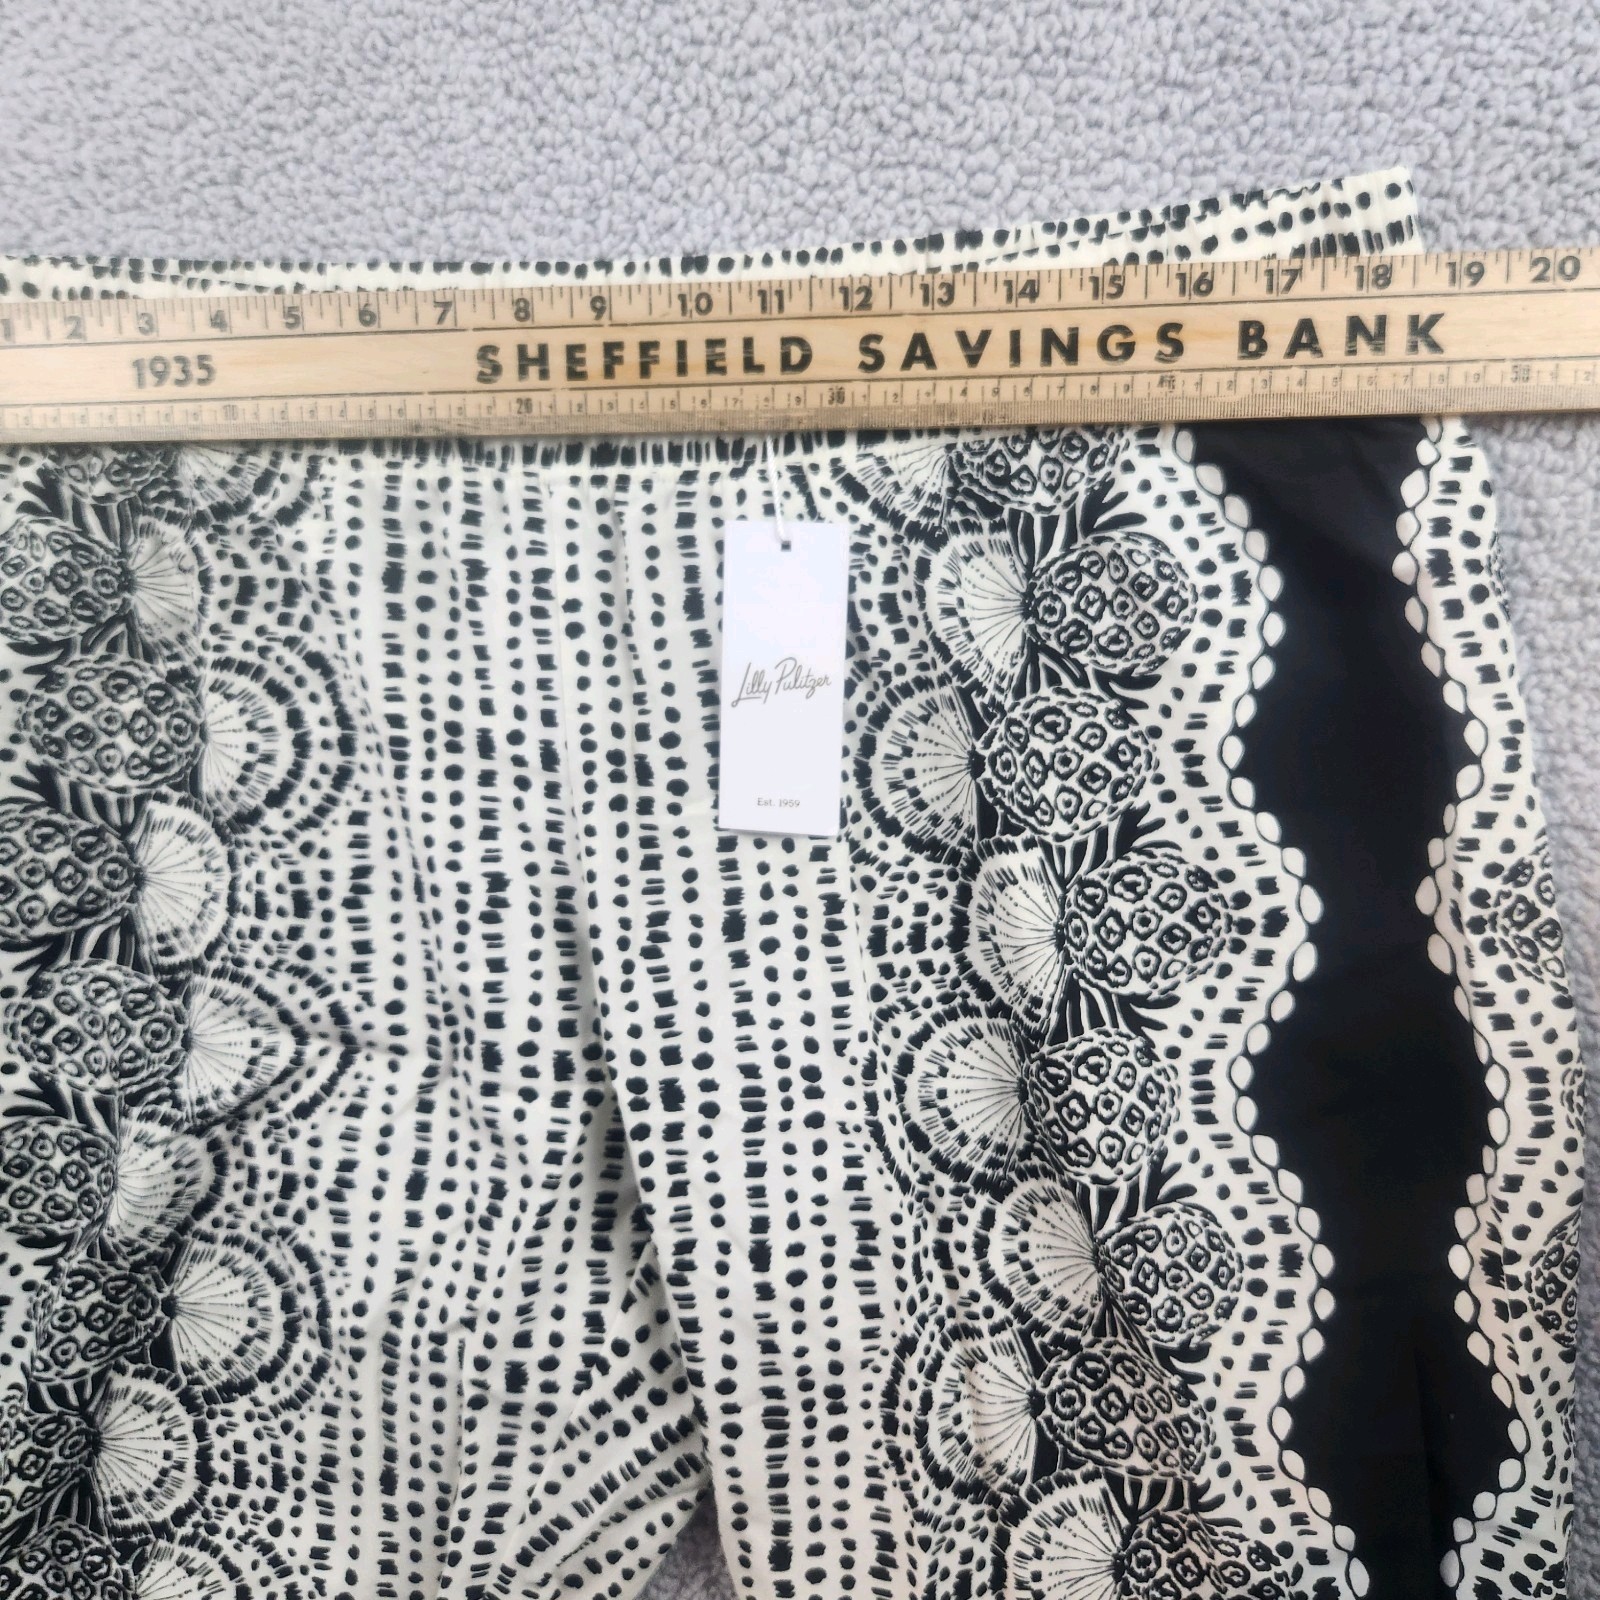 1 2 3 4 5 6 7 8 9 10 11 12 13 14 15 16 17 18 19 20
1935 SHEFFIELD SAVINGS BANK
Lilly Pulitzer
Est. 1959